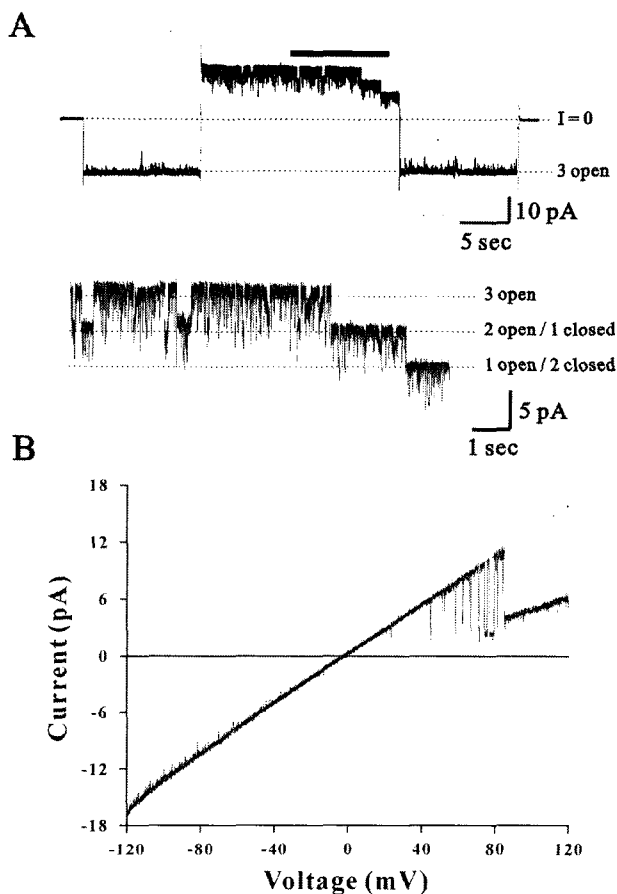 A
I = 0
3 open
10 pA
5 sec
3 open
2 open / 1 closed
1 open / 2 closed
5 pA
1 sec
B
18
12
6
0
-6
-12
-18
Current (pA)
-120 -80 -40 0 40 80 120
Voltage (mV)